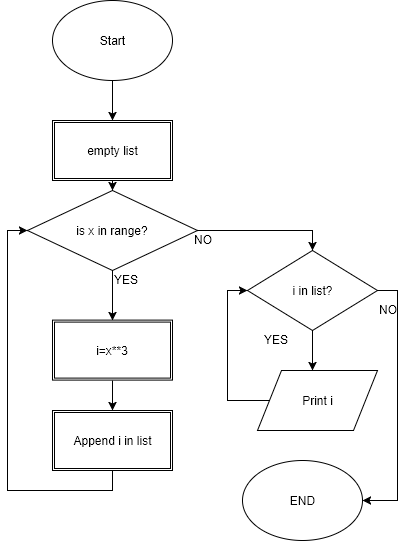 Start
empty list
is x in range?
NO
YES
i in list?
NO
i=x**3
YES
Print i
Append i in list
END